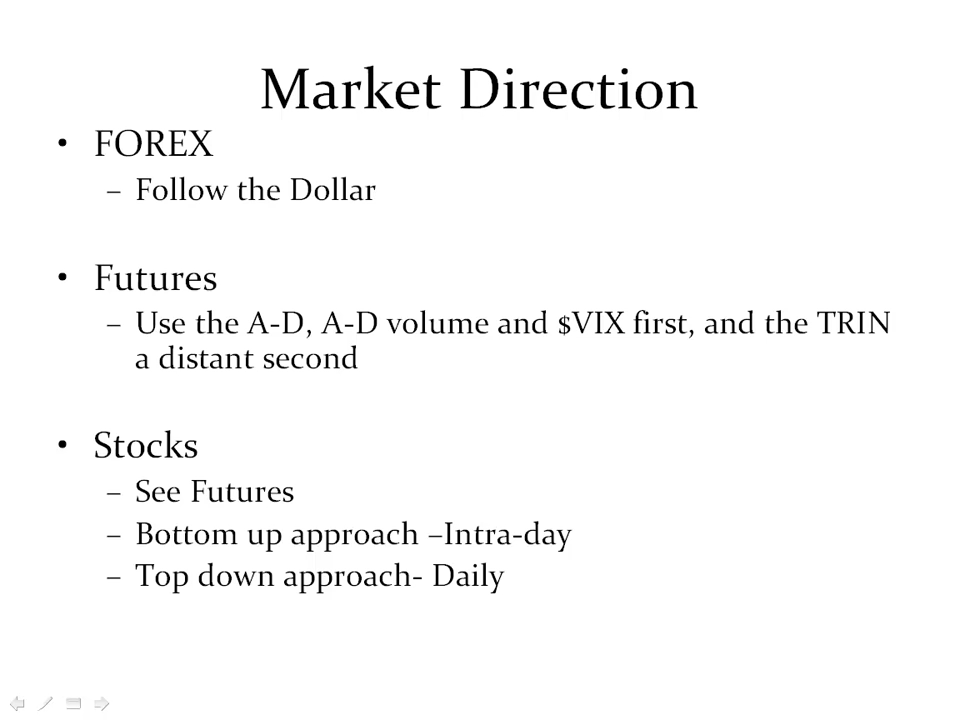 Market Direction
• FOREX
– Follow the Dollar
• Futures
– Use the A-D, A-D volume and $VIX first, and the TRIN
a distant second
• Stocks
– See Futures
– Bottom up approach –Intra-day
– Top down approach- Daily